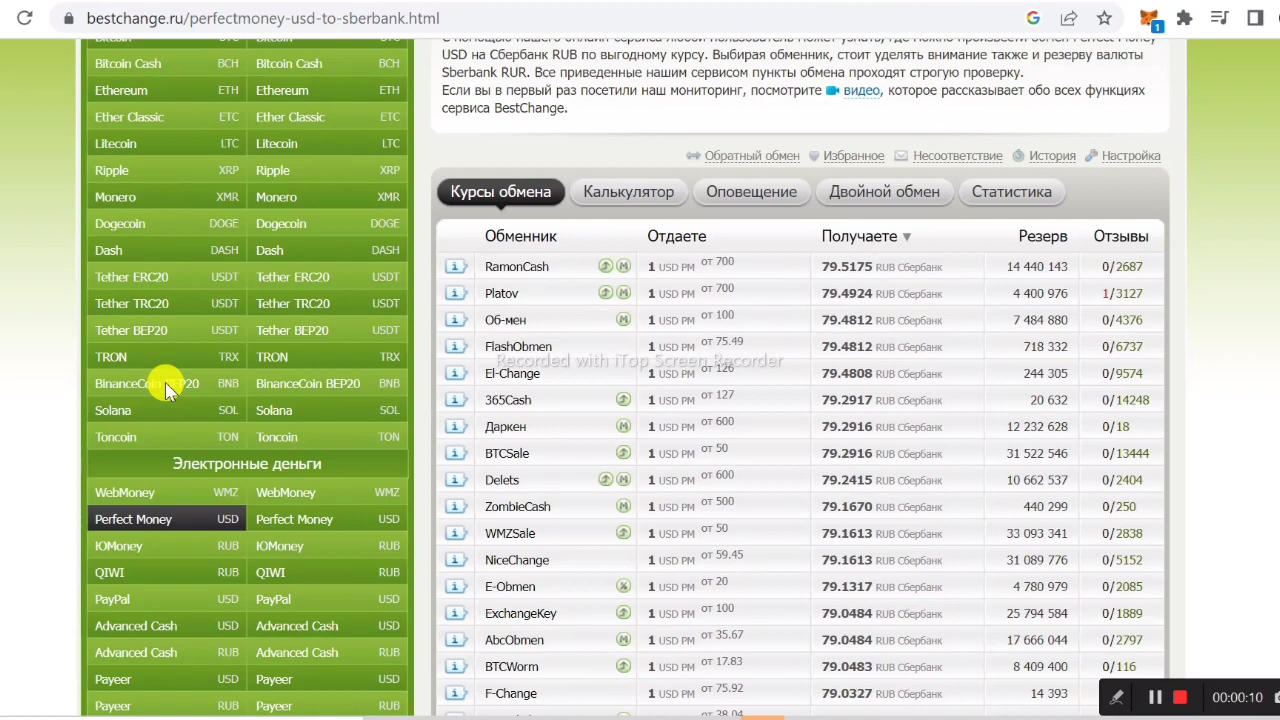 bestchange.ru/perfectmoney-usd-to-sberbank.html
1
Bitcoin Cash BCH Bitcoin Cash BCH
Ethereum ETH Ethereum ETH
Ether Classic ETC Ether Classic ETC
Litecoin LTC Litecoin LTC
Ripple XRP Ripple XRP
Monero XMR Monero XMR
Dogecoin DOGE Dogecoin DOGE
Dash DASH Dash DASH
Tether ERC20 USDT Tether ERC20 USDT
Tether TRC20 USDT Tether TRC20 USDT
Tether BEP20 USDT Tether BEP20 USDT
TRON TRX TRON TRX
BinanceCoin BEP20 BNB BinanceCoin BEP20 BNB
Solana SOL Solana SOL
Toncoin TON Toncoin TON
Электронные деньги
WebMoney WMZ WebMoney WMZ
Perfect Money USD Perfect Money USD
ЮMoney RUB ЮMoney RUB
QIWI RUB QIWI RUB
PayPal USD PayPal USD
Advanced Cash USD Advanced Cash USD
Advanced Cash RUB Advanced Cash RUB
Payeer USD Payeer USD
Payeer RUB Payeer RUB
USD на Сбербанк RUB по выгодному курсу. Выбирая обменник, стоит уделять внимание также и резерву валюты
Sberbank RUR. Все приведенные нашим сервисом пункты обмена проходят строгую проверку.
Если вы в первый раз посетили наш мониторинг, посмотрите видео, которое рассказывает обо всех функциях
сервиса BestChange.
Обратный обмен Избранное Несоответствие История Настройка
Курсы обмена Калькулятор Оповещение Двойной обмен Статистика
Обменник Отдаете Получаете ▼ Резерв Отзывы
RamonCash 1 USD PM от 700 79.5175 RUB Сбербанк 14 440 143 0/2687
Platov 1 USD PM от 700 79.4924 RUB Сбербанк 4 400 976 1/3127
Об-мен 1 USD PM от 100 79.4812 RUB Сбербанк 7 484 880 0/4376
FlashObmen 1 USD PM от 75.49 79.4812 RUB Сбербанк 718 332 0/6737
Recorded with iTop Screen Recorder
El-Change 1 USD PM от 126 79.4808 RUB Сбербанк 244 305 0/9574
365Cash 1 USD PM от 127 79.2917 RUB Сбербанк 20 632 0/14248
Даркен 1 USD PM от 600 79.2916 RUB Сбербанк 12 232 628 0/18
BTCSale 1 USD PM от 50 79.2916 RUB Сбербанк 31 522 546 0/13444
Delets 1 USD PM от 600 79.2415 RUB Сбербанк 10 662 537 0/2404
ZombieCash 1 USD PM от 500 79.1670 RUB Сбербанк 440 299 0/250
WMZSale 1 USD PM от 50 79.1613 RUB Сбербанк 33 093 341 0/2838
NiceChange 1 USD PM от 59.45 79.1613 RUB Сбербанк 31 089 776 0/5152
E-Obmen 1 USD PM от 20 79.1317 RUB Сбербанк 4 780 979 0/2085
ExchangeKey 1 USD PM от 100 79.0484 RUB Сбербанк 25 794 584 0/1889
AbcObmen 1 USD PM от 35.67 79.0484 RUB Сбербанк 17 666 044 0/2797
BTCWorm 1 USD PM от 17.83 79.0483 RUB Сбербанк 8 409 400 0/116
F-Change 1 USD PM от 75.92 79.0327 RUB Сбербанк 14 393
от 38.04
00:00:10